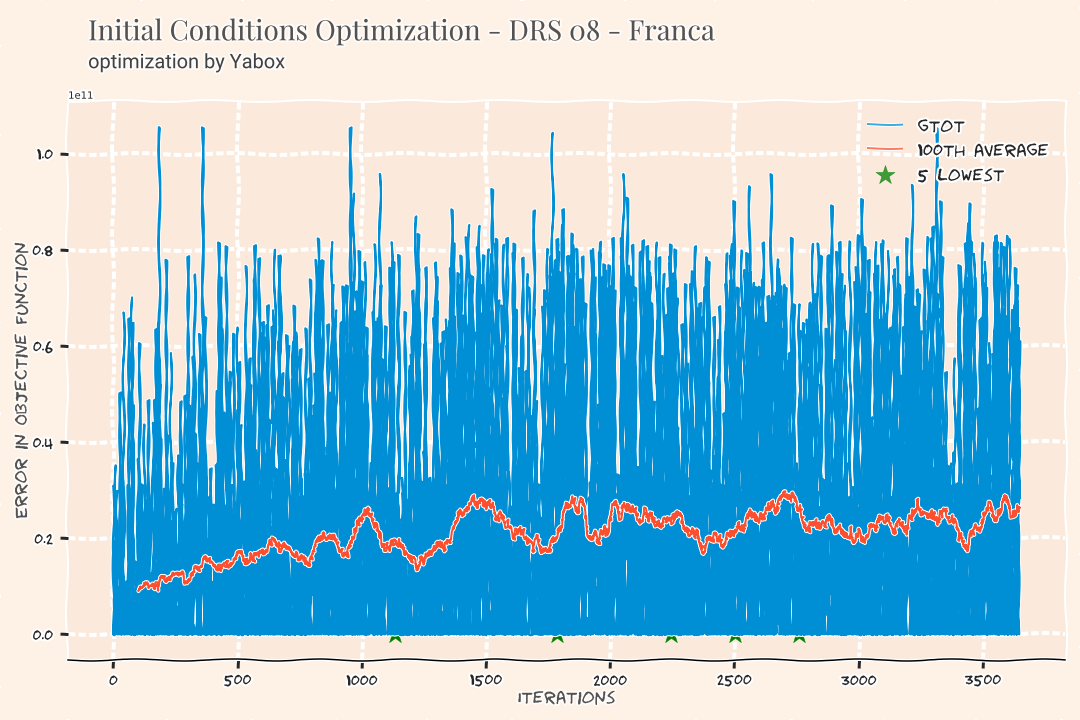 Initial Conditions Optimization - DRS 08 - Franca
optimization by Yabox
1e11
GTOT
100TH AVERAGE
5 LOWEST
1.0
0.8
0.6
0.4
0.2
0.0
ERROR IN OBJECTIVE FUNCTION
0 500 1000 1500 2000 2500 3000 3500
ITERATIONS